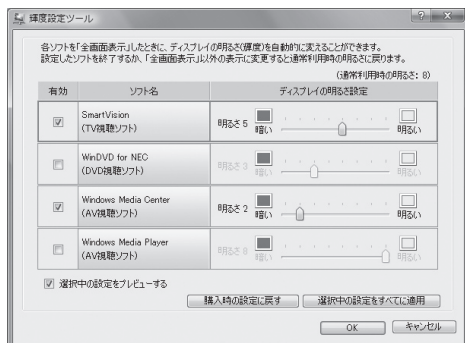 輝度設定ツール
各ソフトを「全画面表示」したときに、ディスプレイの明るさ(輝度)を自動的に変えることができます。
設定したソフトを終了するか、「全画面表示」以外の表示に変更すると通常利用時の明るさに戻ります。
(通常利用時の明るさ: 8)
有効 ソフト名 ディスプレイの明るさ設定
SmartVision
(TV視聴ソフト)
明るさ 5 暗い 明るい
WinDVD for NEC
(DVD視聴ソフト)
明るさ 3 暗い 明るい
Windows Media Center
(AV視聴ソフト)
明るさ 2 暗い 明るい
Windows Media Player
(AV視聴ソフト)
明るさ 8 暗い 明るい
選択中の設定をプレビューする
購入時の設定に戻す 選択中の設定をすべてに適用
OK キャンセル